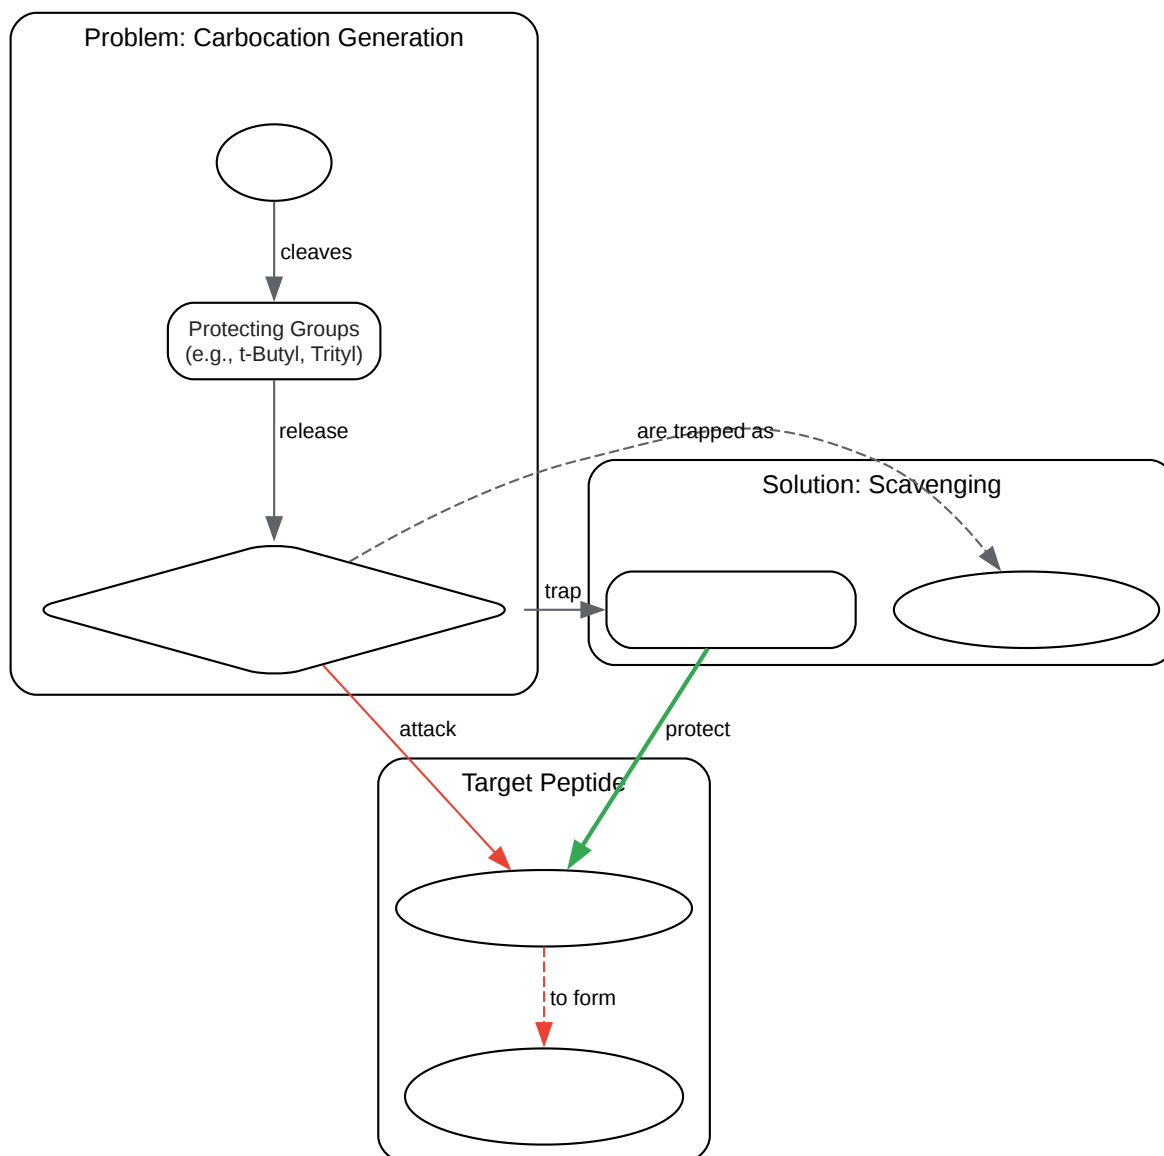 Problem: Carbocation Generation
cleaves
Protecting Groups
(e.g., t-Butyl, Trityl)
release
are trapped as
Solution: Scavenging
trap
attack
protect
Target Peptide
to form